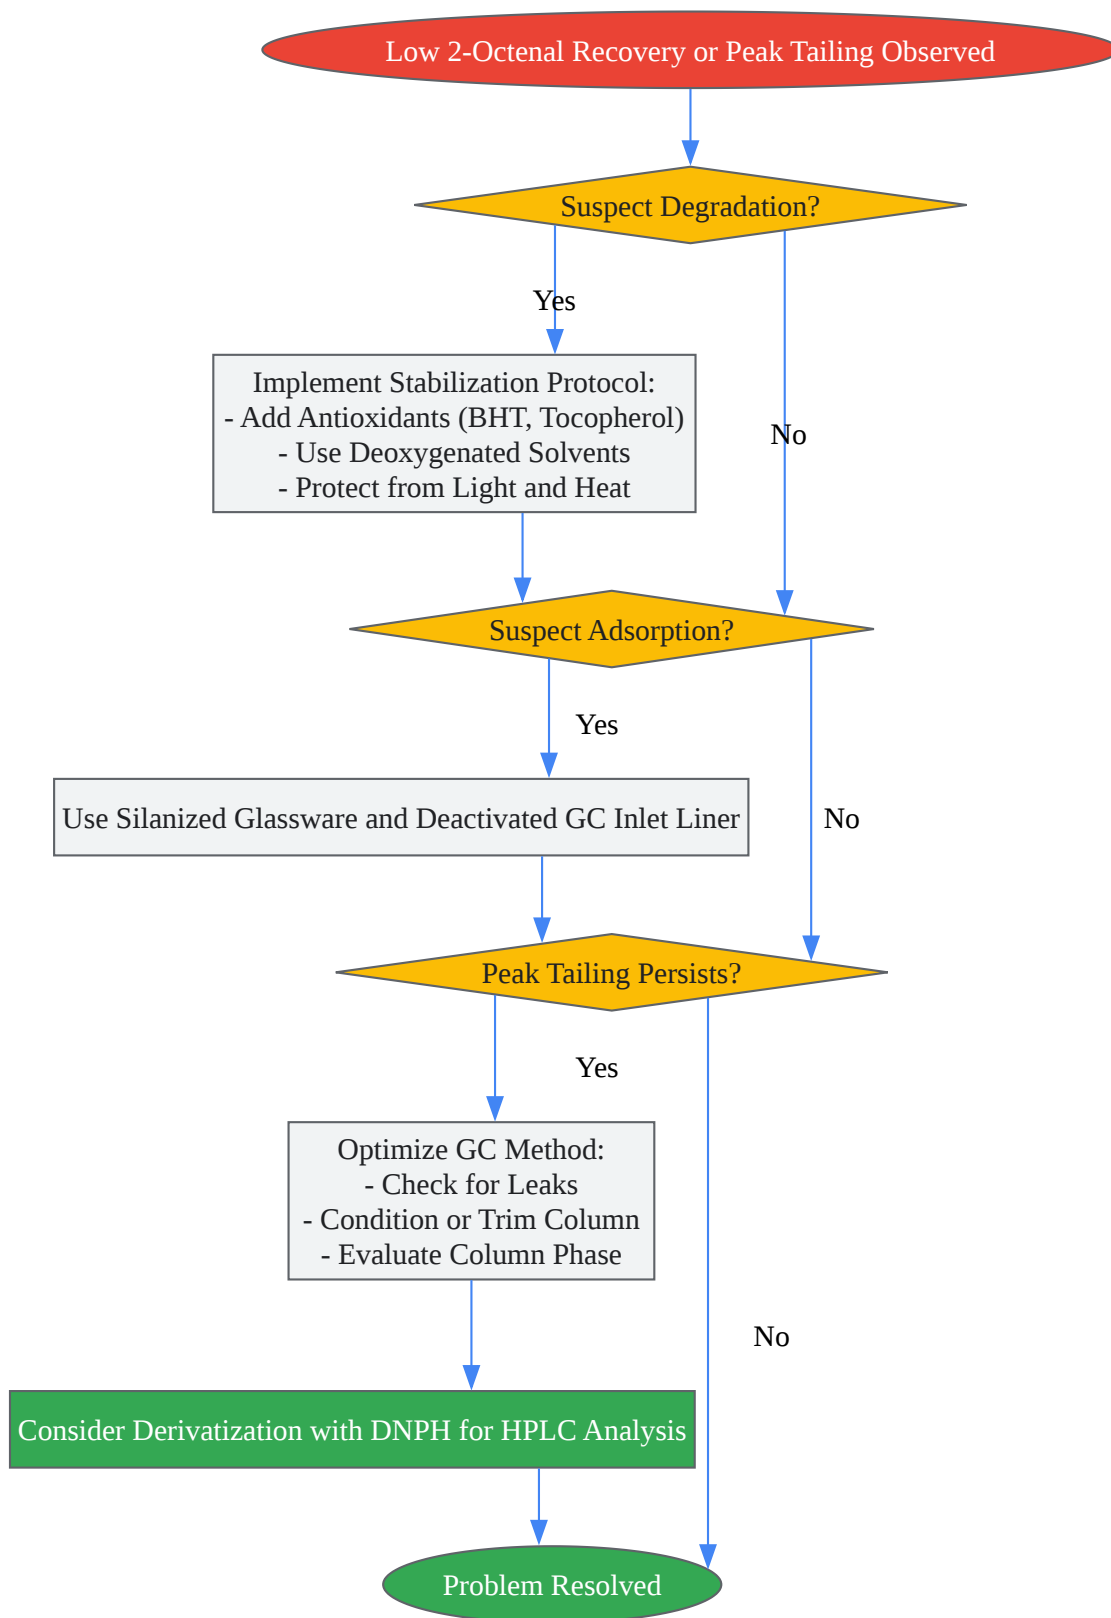 Low 2-Octenal Recovery or Peak Tailing Observed
Suspect Degradation?
Yes
Implement Stabilization Protocol:
- Add Antioxidants (BHT, Tocopherol)
- Use Deoxygenated Solvents
- Protect from Light and Heat
No
Suspect Adsorption?
Yes
Use Silanized Glassware and Deactivated GC Inlet Liner
No
Peak Tailing Persists?
Yes
Optimize GC Method:
- Check for Leaks
- Condition or Trim Column
- Evaluate Column Phase
No
Consider Derivatization with DNPH for HPLC Analysis
Problem Resolved